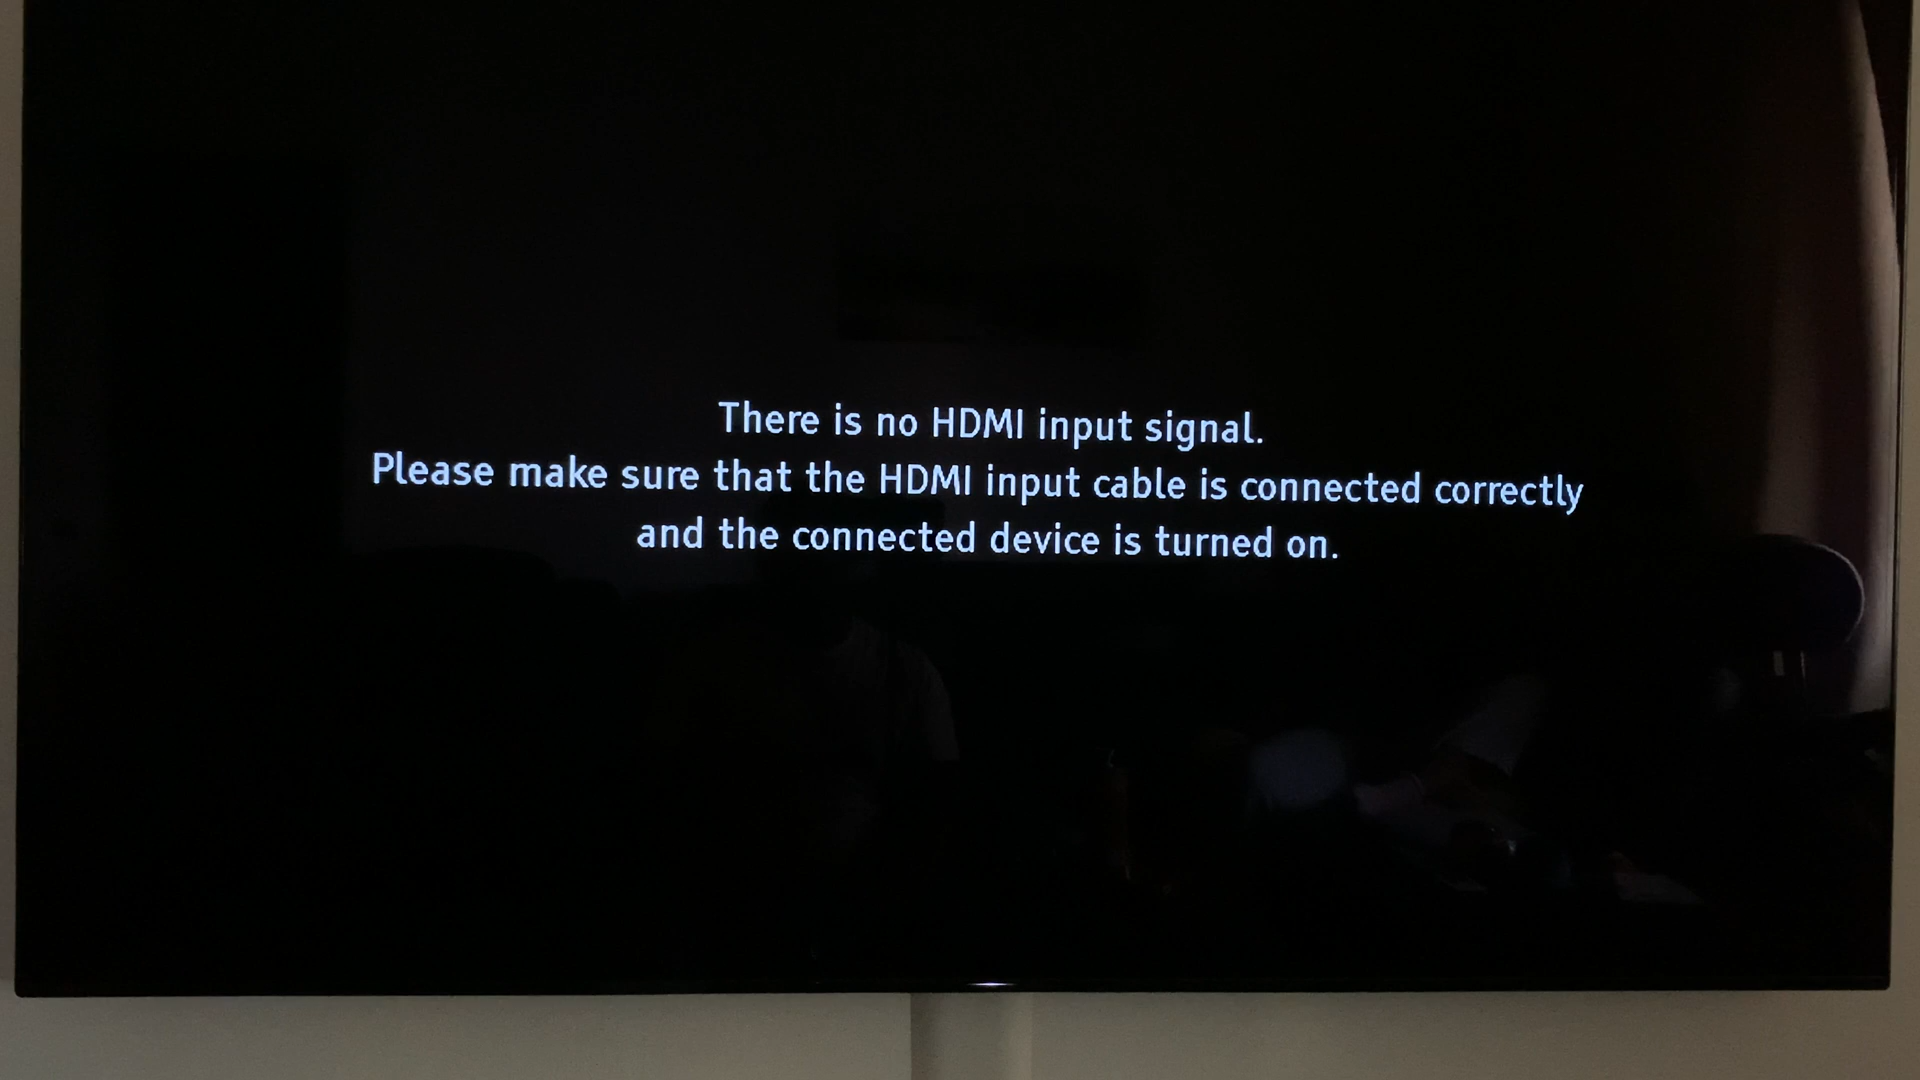 There is no HDMI input signal.
Please make sure that the HDMI input cable is connected correctly
and the connected device is turned on.